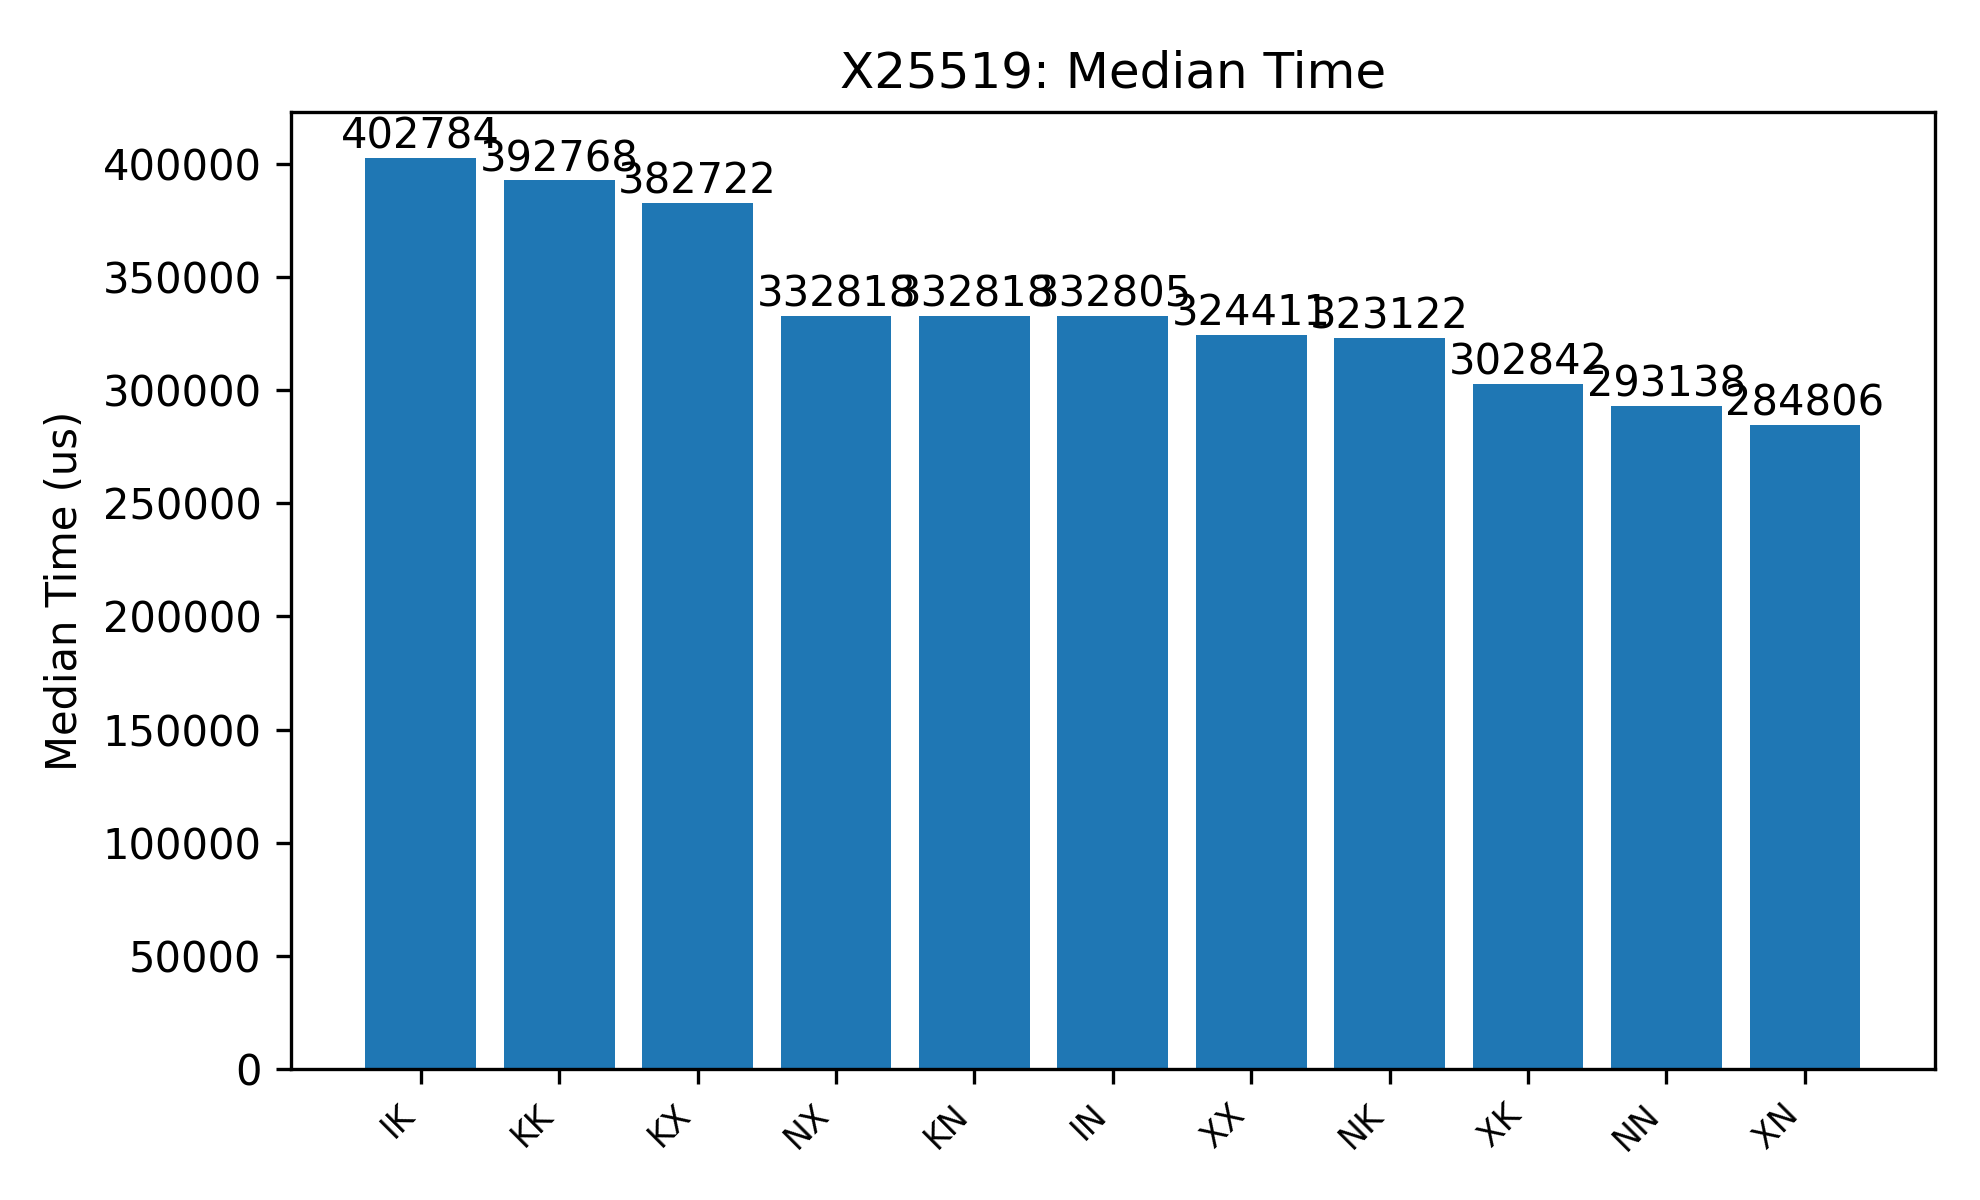 X25519: Median Time
Median Time (us)
400000
350000
300000
250000
200000
150000
100000
50000
0
402784
392768
382722
332818
332818
332805
324411
323122
302842
293138
284806
IK
KK
KX
NX
KN
IN
XX
NK
XK
NN
XN